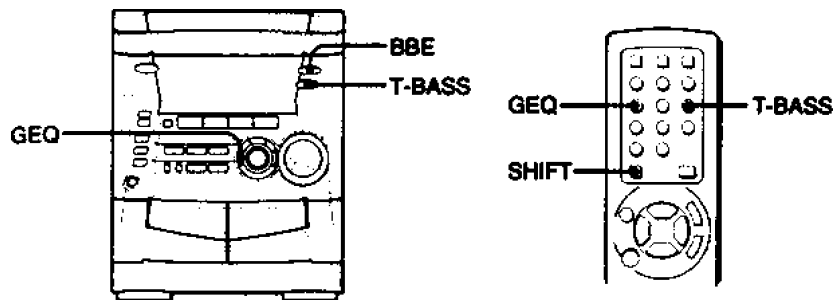 BBE
T-BASS
GEQ
GEQ
T-BASS
SHIFT